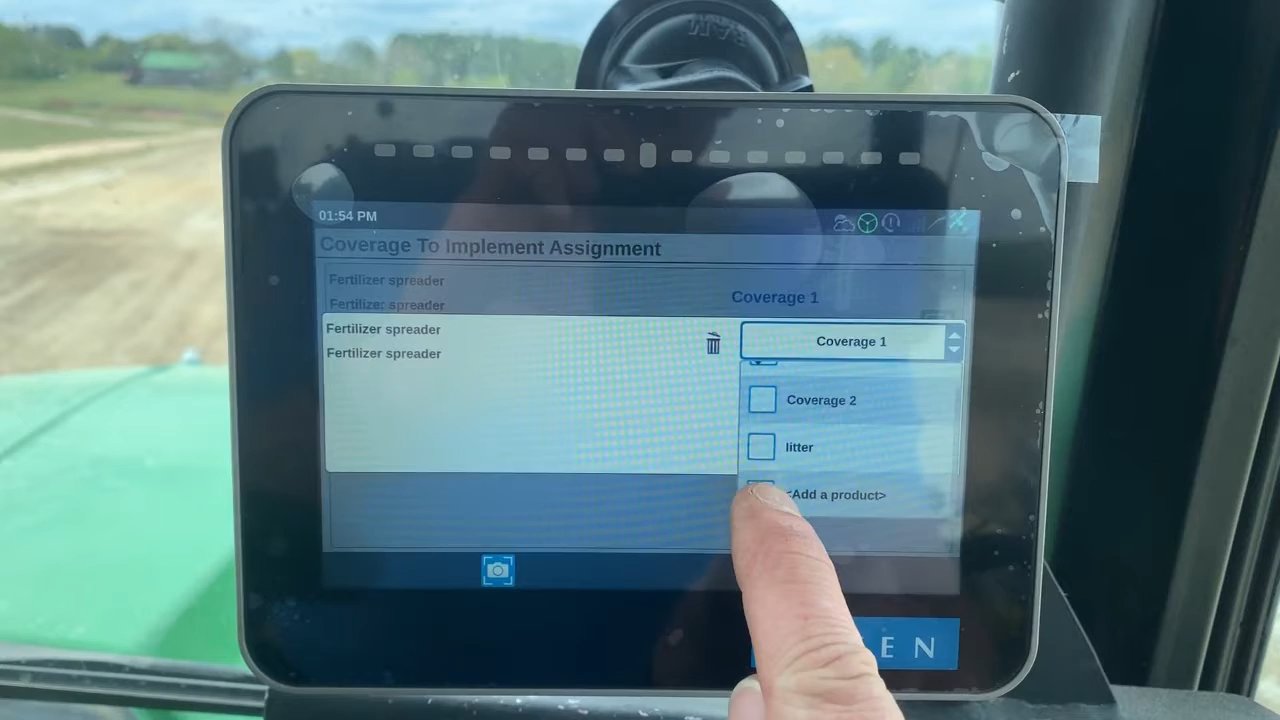 01:54 PM
Coverage To Implement Assignment
Fertilizer spreader
Fertilizer spreader
Coverage 1
Fertilizer spreader
Fertilizer spreader
Coverage 1
Coverage 2
litter
<Add a product>
E N